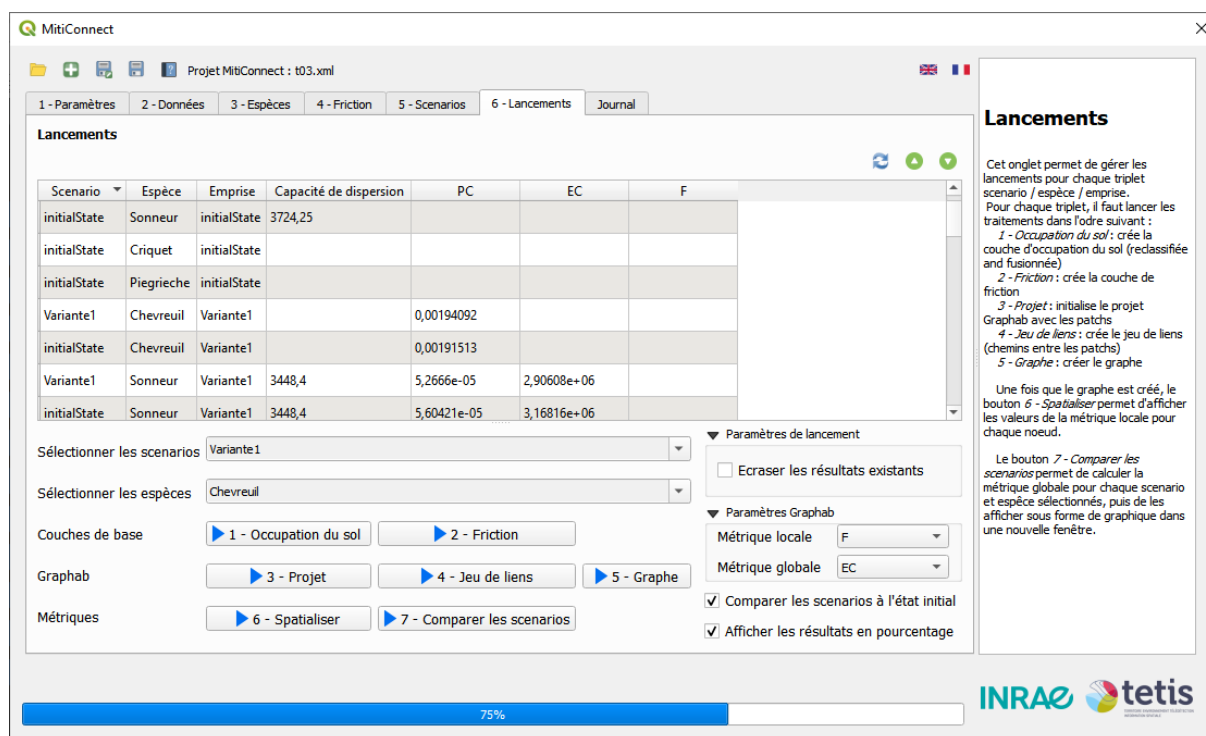 MitiConnect
Projet MitiConnect : t03.xml
1 - Paramètres 2 - Données 3 - Espèces 4 - Friction 5 - Scenarios 6 - Lancements Journal
Lancements
Scenario Espèce Emprise Capacité de dispersion PC EC F
initialState Sonneur initialState 3724,25
initialState Criquet initialState
initialState Piegrieche initialState
Variante1 Chevreuil Variante1 0,00194092
initialState Chevreuil Variante1 0,00191513
Variante1 Sonneur Variante1 3448,4 5,2666e-05 2,90608e+06
initialState Sonneur Variante1 3448,4 5,60421e-05 3,16816e+06
Sélectionner les scenarios Variante1
Sélectionner les espèces Chevreuil
Couches de base 1 - Occupation du sol 2 - Friction
Graphab 3 - Projet 4 - Jeu de liens 5 - Graphe
Métriques 6 - Spatialiser 7 - Comparer les scenarios
Paramètres de lancement
Ecraser les résultats existants
Paramètres Graphab
Métrique locale F
Métrique globale EC
Comparer les scenarios à l'état initial
Afficher les résultats en pourcentage
75%
Lancements
Cet onglet permet de gérer les
lancements pour chaque triplet
scenario / espèce / emprise.
Pour chaque triplet, il faut lancer les
traitements dans l'odre suivant :
1 - Occupation du sol : crée la
couche d'occupation du sol (reclassifiée
and fusionnée)
2 - Friction : crée la couche de
friction
3 - Projet : initialise le projet
Graphab avec les patchs
4 - Jeu de liens : crée le jeu de liens
(chemins entre les patchs)
5 - Graphe : créer le graphe
Une fois que le graphe est créé, le
bouton 6 - Spatialiser permet d'afficher
les valeurs de la métrique locale pour
chaque noeud.
Le bouton 7 - Comparer les
scenarios permet de calculer la
métrique globale pour chaque scenario
et espèce sélectionnés, puis de les
afficher sous forme de graphique dans
une nouvelle fenêtre.
INRAE
tetis